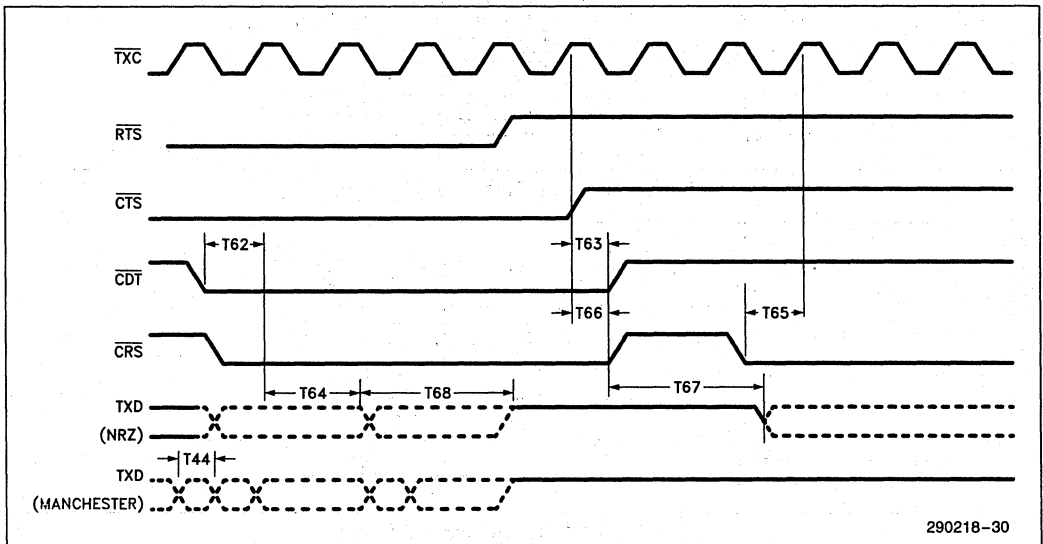 TXC
RTS
CTS
T62
T63
CDT
T66
T65
CRS
T64
T68
T67
TXD
(NRZ)
T44
TXD
(MANCHESTER)
290218-30